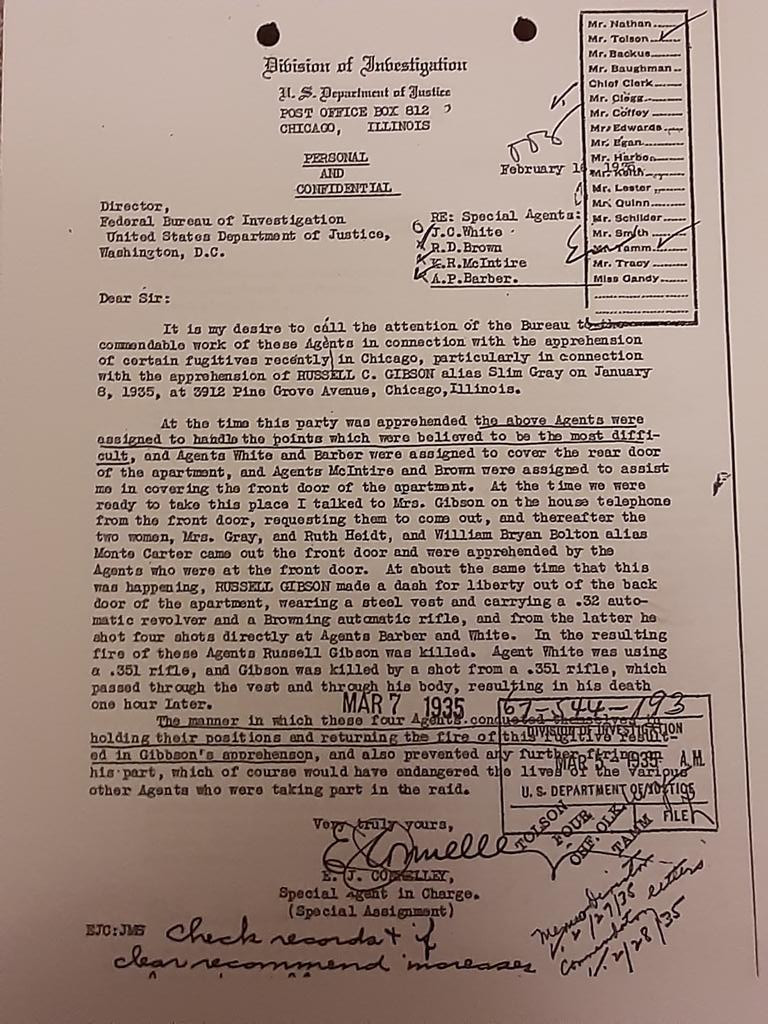 Division of Investigation
U. S. Department of Justice
POST OFFICE BOX 812
CHICAGO, ILLINOIS
PERSONAL
AND
CONFIDENTIAL
February
Mr. Nathan
Mr. Tolson
Mr. Backus
Mr. Baughman
Chief Clerk
Mr. Clegg
Mr. Coffey
Mr. Edwards
Mr. Egan
Mr. Harbo
Mr. Keith
Mr. Lester
Mr. Quinn
Mr. Schilder
Mr. Smith
Mr. Tamm
Mr. Tracy
Miss Gandy
Director,
Federal Bureau of Investigation
United States Department of Justice,
Washington, D.C.
RE: Special Agents:
J.C.White
R.D.Brown
K.R.McIntire
A.P.Barber.
Dear Sir:
It is my desire to call the attention of the Bureau to the
commendable work of these Agents in connection with the apprehension
of certain fugitives recently in Chicago, particularly in connection
with the apprehension of RUSSELL C. GIBSON alias Slim Gray on January
8, 1935, at 3912 Pine Grove Avenue, Chicago,Illinois.
At the time this party was apprehended the above Agents were
assigned to handle the points which were believed to be the most diffi-
cult, and Agents White and Barber were assigned to cover the rear door
of the apartment, and Agents McIntire and Brown were assigned to assist
me in covering the front door of the apartment. At the time we were
ready to take this place I talked to Mrs. Gibson on the house telephone
from the front door, requesting them to come out, and thereafter the
two women, Mrs. Gray, and Ruth Heidt, and William Bryan Bolton alias
Monte Carter came out the front door and were apprehended by the
Agents who were at the front door. At about the same time that this
was happening, RUSSELL GIBSON made a dash for liberty out of the back
door of the apartment, wearing a steel vest and carrying a .32 auto-
matic revolver and a Browning automatic rifle, and from the latter he
shot four shots directly at Agents Barber and White. In the resulting
fire of these Agents Russell Gibson was killed. Agent White was using
a .351 rifle, and Gibson was killed by a shot from a .351 rifle, which
passed through the vest and through his body, resulting in his death
one hour later.
MAR 7 1935
67-544-193
The manner in which these four Agents conducted themselves in
holding their positions and returning the fire of this fugitive result-
ed in Gibbson's apprehenson, and also prevented any further firing on
his part, which of course would have endangered the lives of the various
other Agents who were taking part in the raid.
DIVISION OF INVESTIGATION
MAR 5 - 1935 A.M.
U. S. DEPARTMENT OF JUSTICE
FILE
TOLSON
FOUR
TAMM
Very truly yours,
E. J. CONNELLEY,
Special Agent in Charge.
(Special Assignment)
EJC:JMS
Check records & if
clear recommend increases
2/27/35
Commendation letters
2/28/35